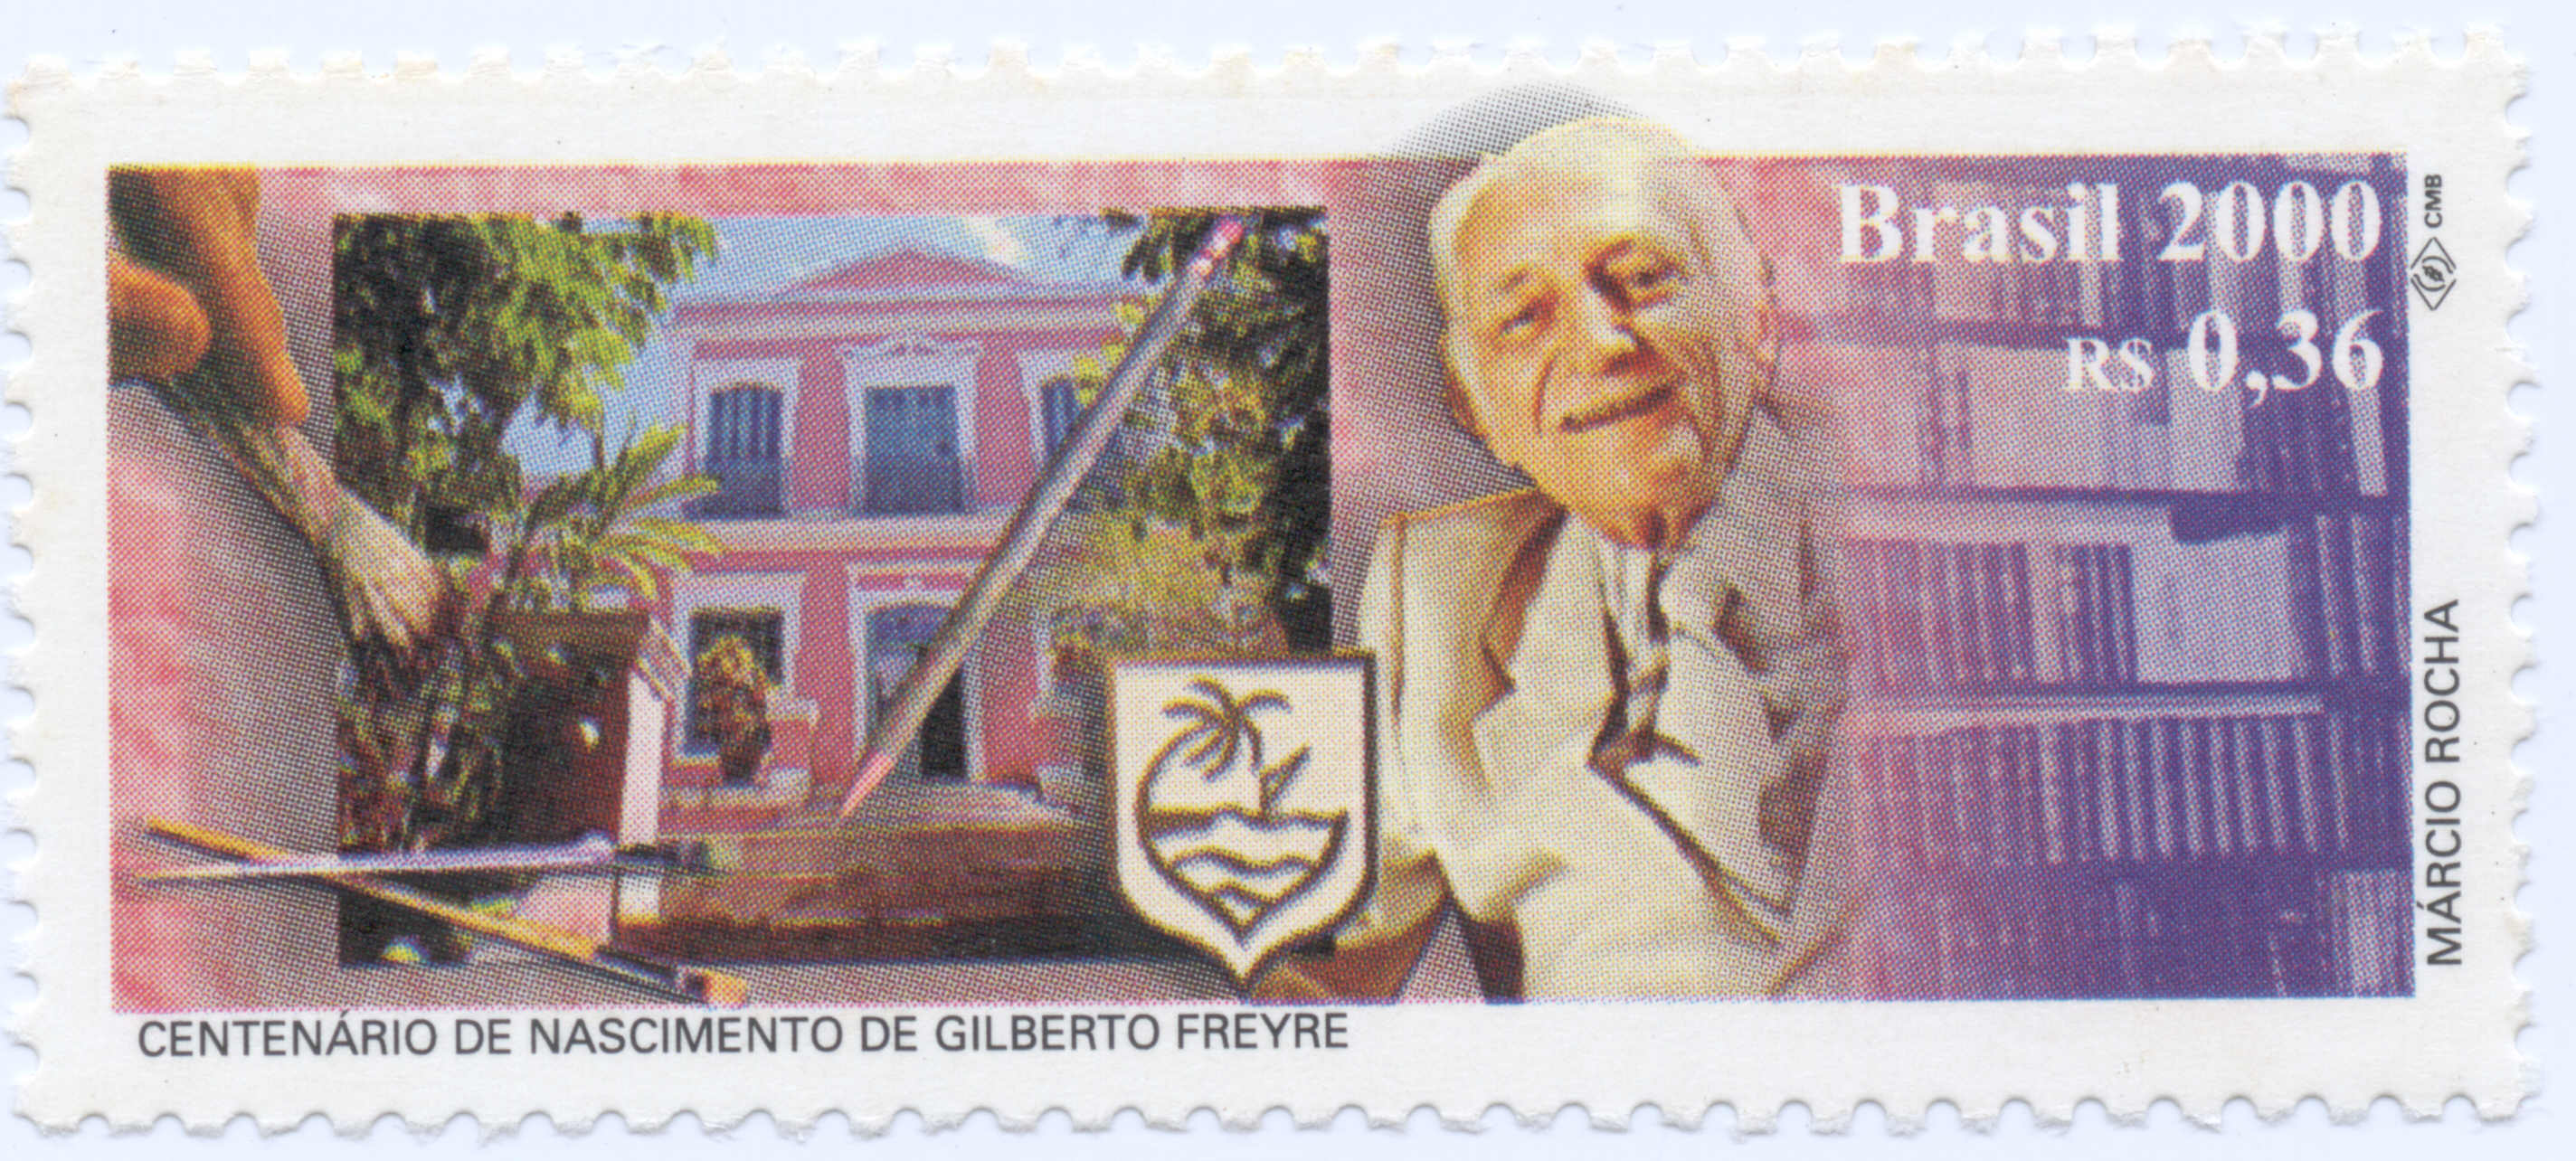 Brasil 2000
R$ 0,36
CMB
MÁRCIO ROCHA
CENTENÁRIO DE NASCIMENTO DE GILBERTO FREYRE